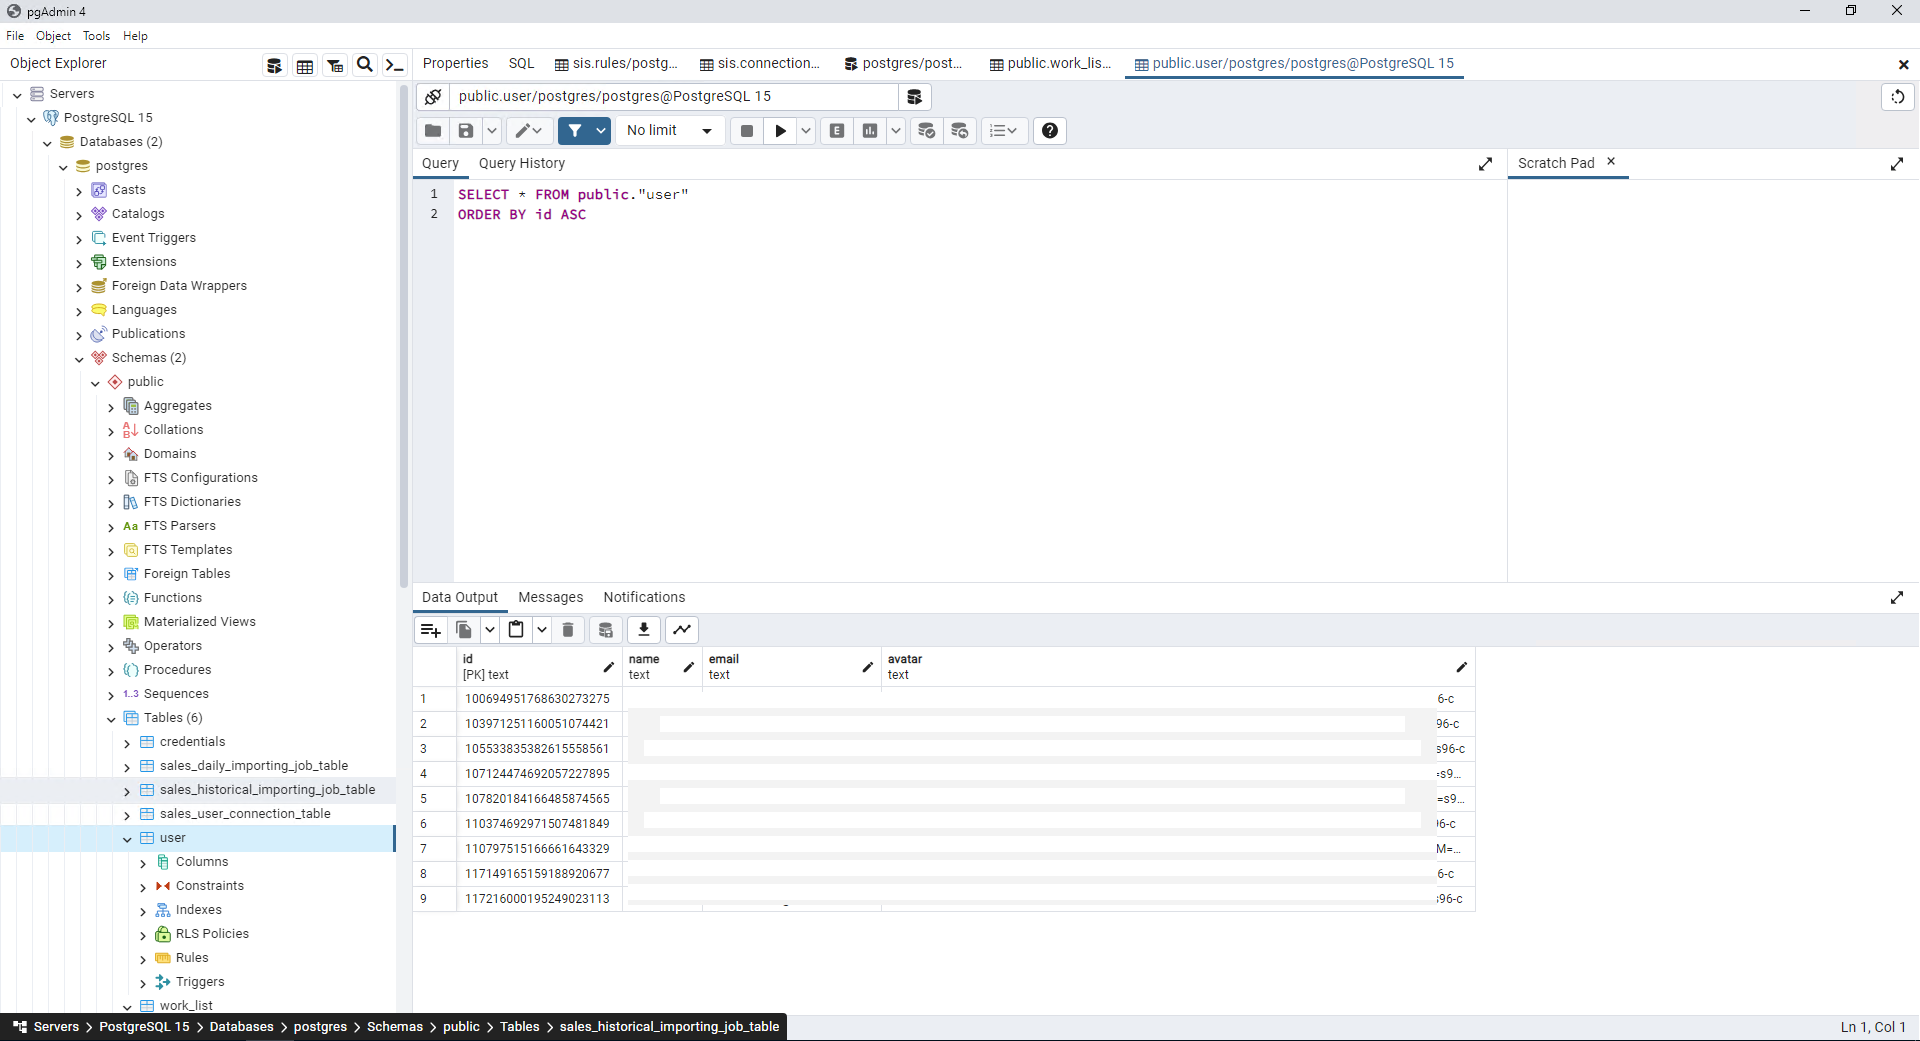 pgAdmin 4
File Object Tools Help
Object Explorer
Properties SQL sis.rules/postg... sis.connection... postgres/post... public.work_lis... public.user/postgres/postgres@PostgreSQL 15
public.user/postgres/postgres@PostgreSQL 15
No limit
E
Query Query History
Scratch Pad
1 SELECT * FROM public."user"
2 ORDER BY id ASC
Servers
PostgreSQL 15
Databases (2)
postgres
Casts
Catalogs
Event Triggers
Extensions
Foreign Data Wrappers
Languages
Publications
Schemas (2)
public
Aggregates
Collations
Domains
FTS Configurations
FTS Dictionaries
Aa FTS Parsers
FTS Templates
Foreign Tables
Functions
Materialized Views
Operators
Procedures
1..3 Sequences
Tables (6)
credentials
sales_daily_importing_job_table
sales_historical_importing_job_table
sales_user_connection_table
user
Columns
Constraints
Indexes
RLS Policies
Rules
Triggers
work_list
Data Output Messages Notifications
id name email avatar
[PK] text text text text
1 100694951768630273275 6-c
2 103971251160051074421 96-c
3 105533835382615558561 s96-c
4 107124474692057227895 =s9...
5 107820184166485874565 =s9...
6 110374692971507481849 96-c
7 110797515166661643329 M=...
8 117149165159188920677 6-c
9 117216000195249023113 s96-c
Servers > PostgreSQL 15 > Databases > postgres > Schemas > public > Tables > sales_historical_importing_job_table
Ln 1, Col 1